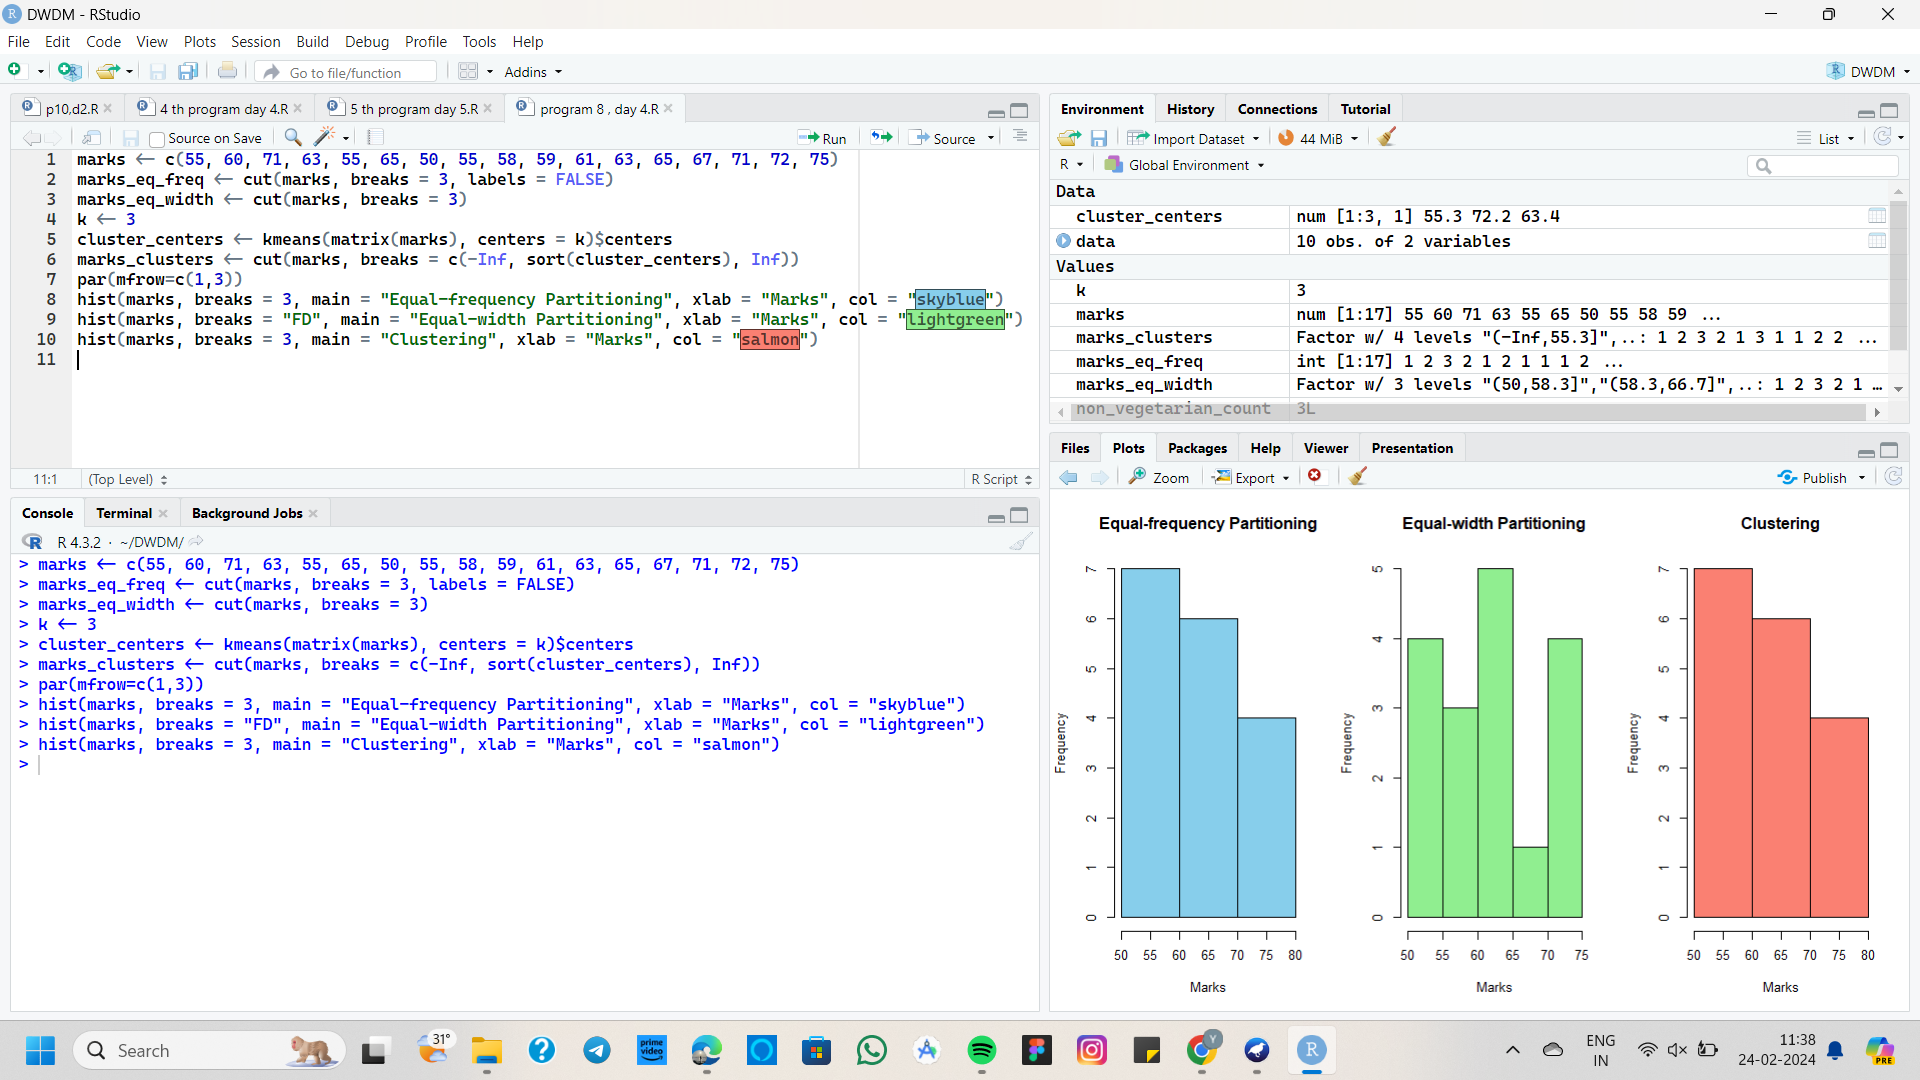 DWDM - RStudio
File Edit Code View Plots Session Build Debug Profile Tools Help
Go to file/function Addins DWDM
p10,d2.R 4 th program day 4.R 5 th program day 5.R program 8 , day 4.R
Source on Save Run Source
1 marks <- c(55, 60, 71, 63, 55, 65, 50, 55, 58, 59, 61, 63, 65, 67, 71, 72, 75)
2 marks_eq_freq <- cut(marks, breaks = 3, labels = FALSE)
3 marks_eq_width <- cut(marks, breaks = 3)
4 k <- 3
5 cluster_centers <- kmeans(matrix(marks), centers = k)$centers
6 marks_clusters <- cut(marks, breaks = c(-Inf, sort(cluster_centers), Inf))
7 par(mfrow=c(1,3))
8 hist(marks, breaks = 3, main = "Equal-frequency Partitioning", xlab = "Marks", col = "skyblue")
9 hist(marks, breaks = "FD", main = "Equal-width Partitioning", xlab = "Marks", col = "lightgreen")
10 hist(marks, breaks = 3, main = "Clustering", xlab = "Marks", col = "salmon")
11
11:1 (Top Level) R Script
Console Terminal Background Jobs
R 4.3.2 · ~/DWDM/
> marks <- c(55, 60, 71, 63, 55, 65, 50, 55, 58, 59, 61, 63, 65, 67, 71, 72, 75)
> marks_eq_freq <- cut(marks, breaks = 3, labels = FALSE)
> marks_eq_width <- cut(marks, breaks = 3)
> k <- 3
> cluster_centers <- kmeans(matrix(marks), centers = k)$centers
> marks_clusters <- cut(marks, breaks = c(-Inf, sort(cluster_centers), Inf))
> par(mfrow=c(1,3))
> hist(marks, breaks = 3, main = "Equal-frequency Partitioning", xlab = "Marks", col = "skyblue")
> hist(marks, breaks = "FD", main = "Equal-width Partitioning", xlab = "Marks", col = "lightgreen")
> hist(marks, breaks = 3, main = "Clustering", xlab = "Marks", col = "salmon")
>
Environment History Connections Tutorial
Import Dataset 44 MiB List
R Global Environment
Data
cluster_centers num [1:3, 1] 55.3 72.2 63.4
data 10 obs. of 2 variables
Values
k 3
marks num [1:17] 55 60 71 63 55 65 50 55 58 59 ...
marks_clusters Factor w/ 4 levels "(-Inf,55.3]",..: 1 2 3 2 1 3 1 1 2 2 ...
marks_eq_freq int [1:17] 1 2 3 2 1 2 1 1 1 2 ...
marks_eq_width Factor w/ 3 levels "(50,58.3]","(58.3,66.7]",..: 1 2 3 2 1 …
non_vegetarian_count 3L
Files Plots Packages Help Viewer Presentation
Zoom Export Publish
Equal-frequency Partitioning
Frequency
0 1 2 3 4 5 6 7
50 55 60 65 70 75 80
Marks
Equal-width Partitioning
Frequency
0 1 2 3 4 5
50 55 60 65 70 75
Marks
Clustering
Frequency
0 1 2 3 4 5 6 7
50 55 60 65 70 75 80
Marks
Search 31° prime video Y R ENG IN 11:38 24-02-2024 PRE